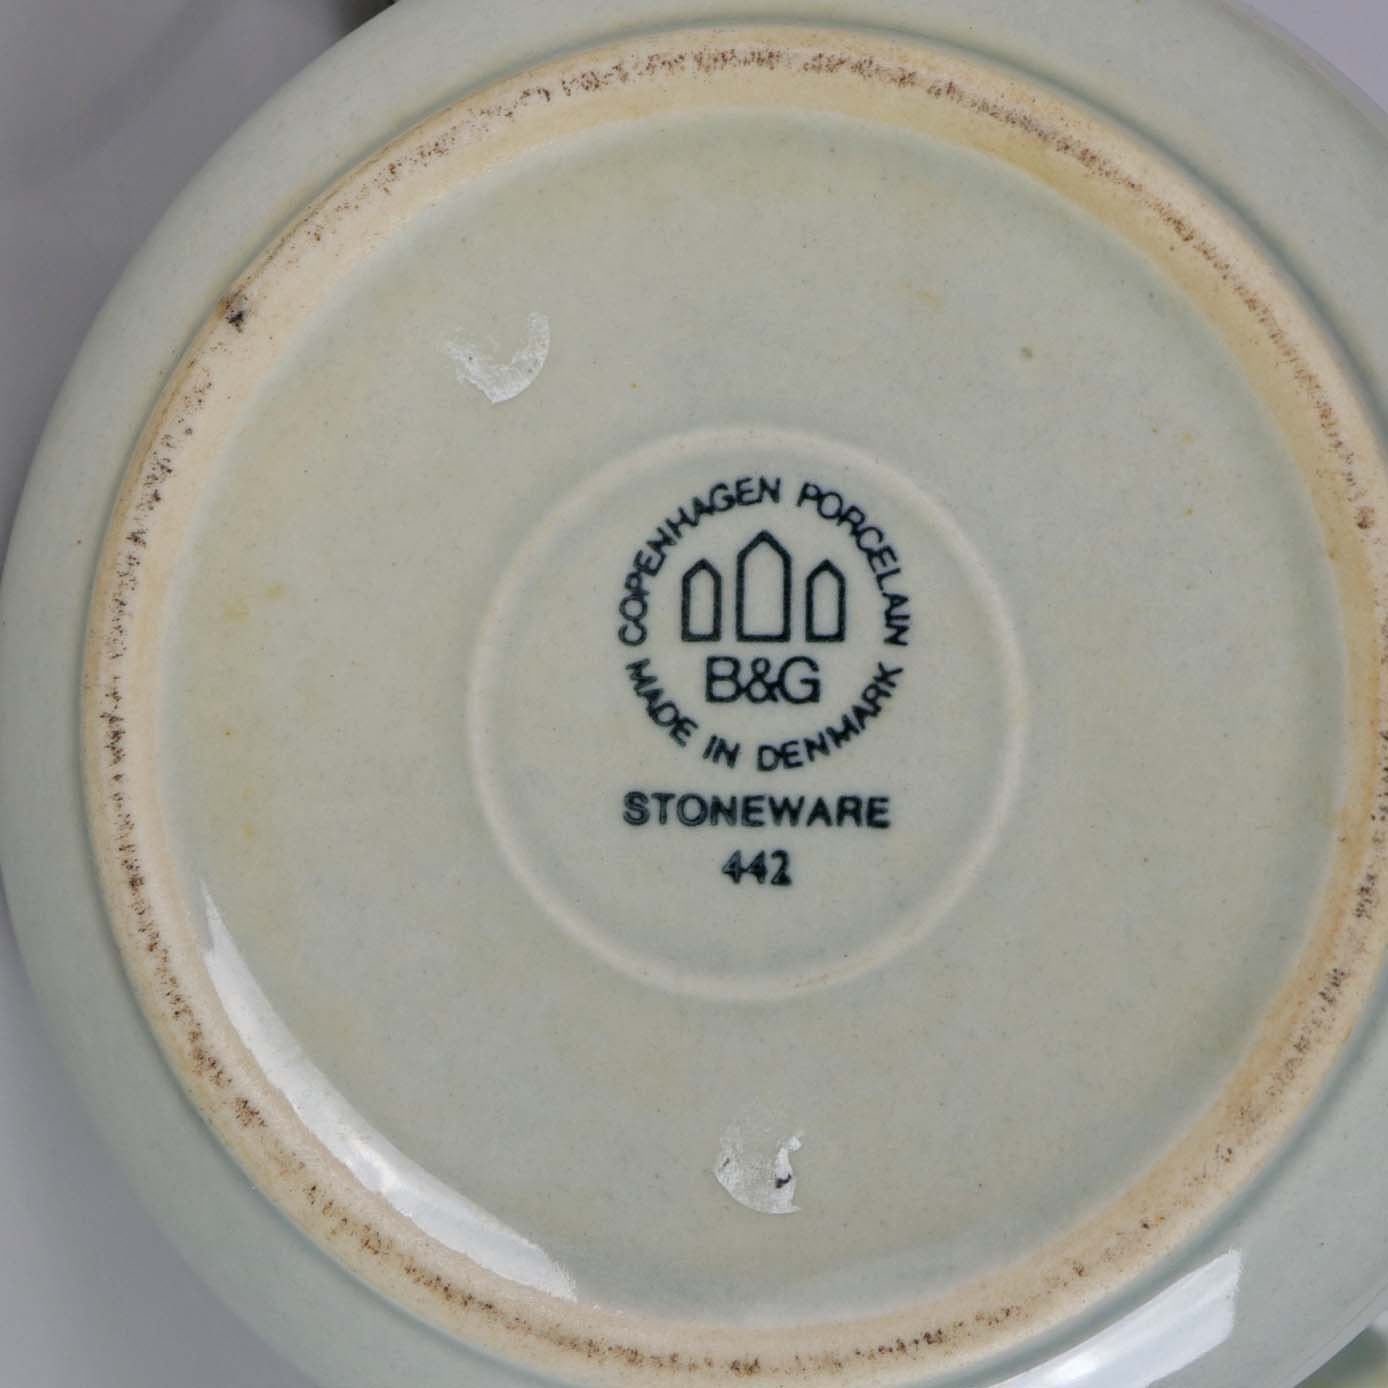 COPENHAGEN PORCELAIN
B&G
MADE IN DENMARK
STONEWARE
442